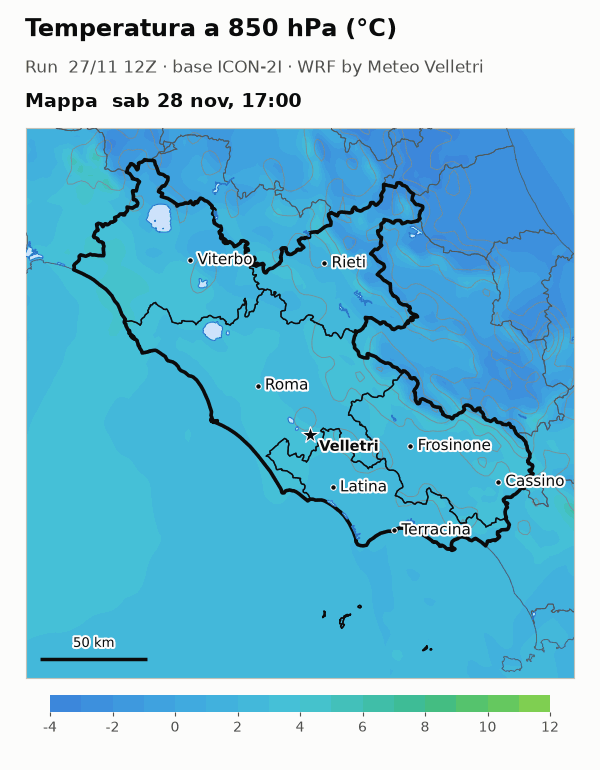 Temperatura a 850 hPa (°C)
Run  27/11 12Z · base ICON-2I · WRF by Meteo Velletri
Mappa  sab 28 nov, 17:00
Viterbo
Rieti
Roma
Velletri
Frosinone
Cassino
Latina
Terracina
50 km
-4 -2 0 2 4 6 8 10 12